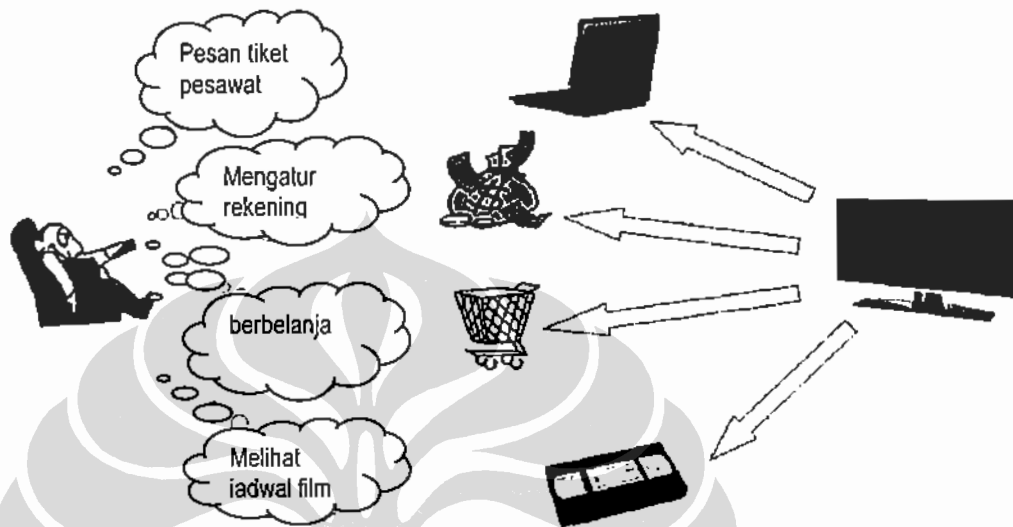 Pesan tiket
pesawat
Mengatur
rekening
berbelanja
Melihat
jadwal film